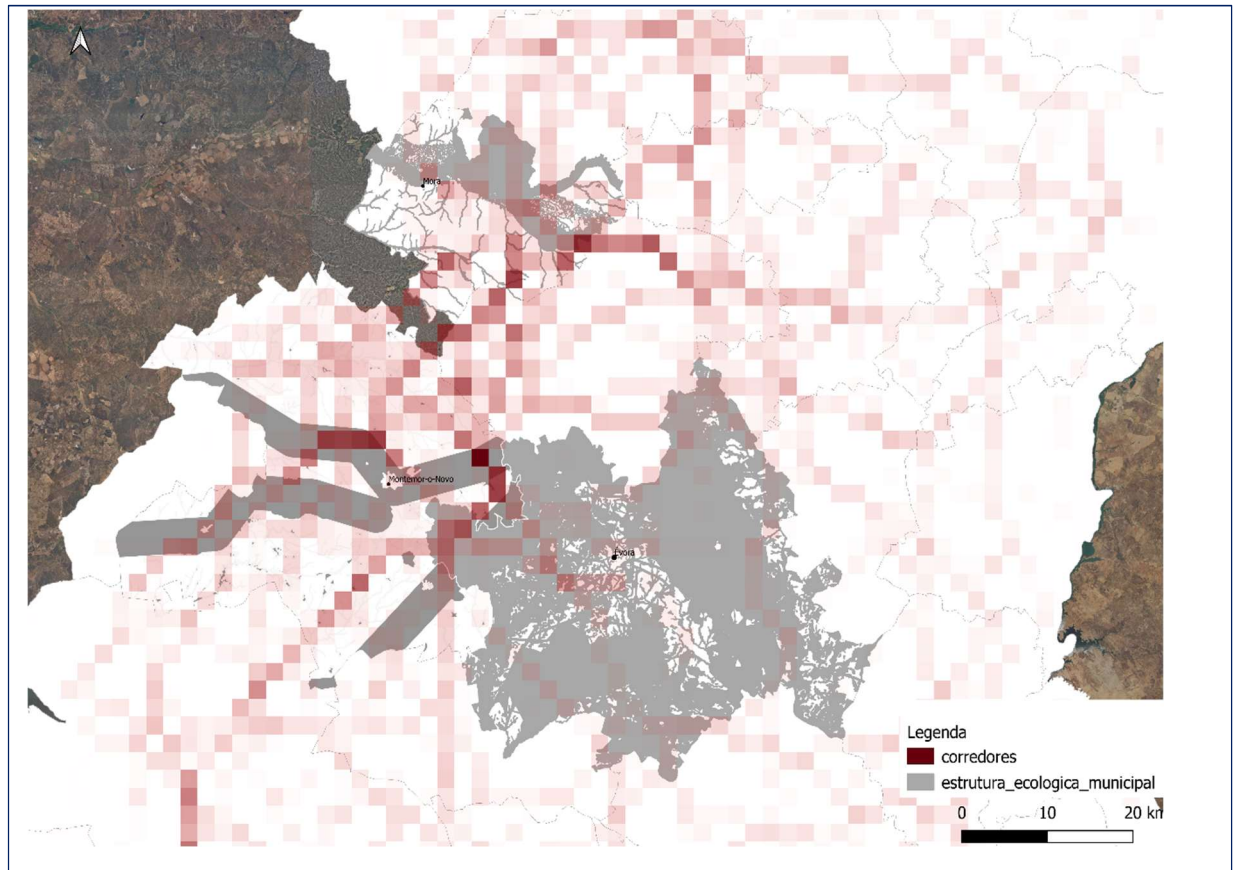 Mora
Montemor-o-Novo
Évora
Legenda
corredores
estrutura_ecologica_municipal
0 10 20 km